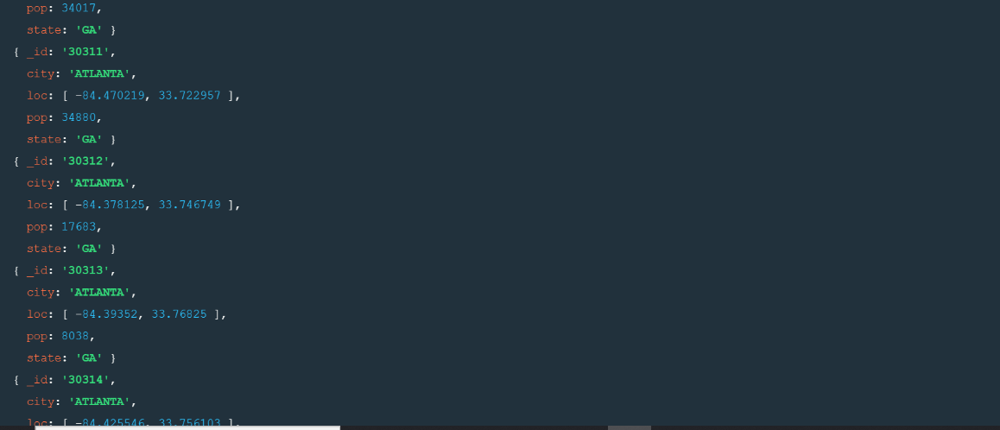 pop: 34017,
state: 'GA' }
{ _id: '30311',
city: 'ATLANTA',
loc: [ -84.470219, 33.722957 ],
pop: 34880,
state: 'GA' }
{ _id: '30312',
city: 'ATLANTA',
loc: [ -84.378125, 33.746749 ],
pop: 17683,
state: 'GA' }
{ _id: '30313',
city: 'ATLANTA',
loc: [ -84.39352, 33.76825 ],
pop: 8038,
state: 'GA' }
{ _id: '30314',
city: 'ATLANTA',
loc: [ -84.425546, 33.756103 ],